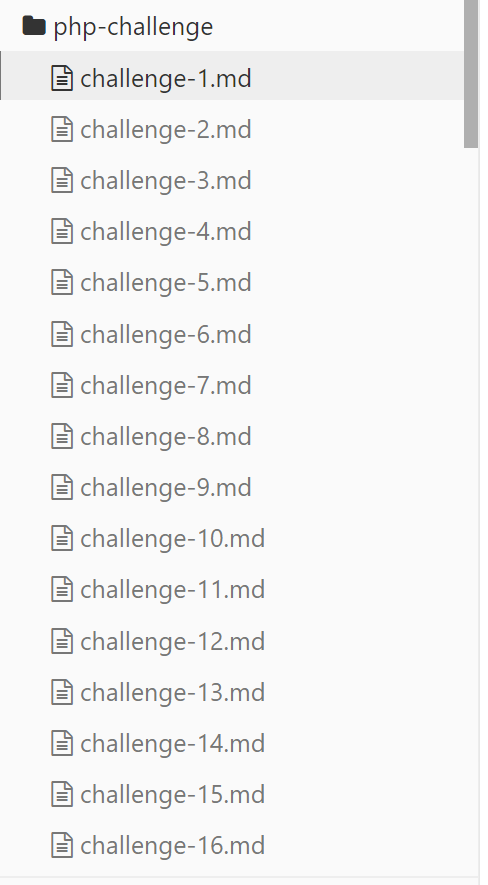 php-challenge
challenge-1.md
challenge-2.md
challenge-3.md
challenge-4.md
challenge-5.md
challenge-6.md
challenge-7.md
challenge-8.md
challenge-9.md
challenge-10.md
challenge-11.md
challenge-12.md
challenge-13.md
challenge-14.md
challenge-15.md
challenge-16.md